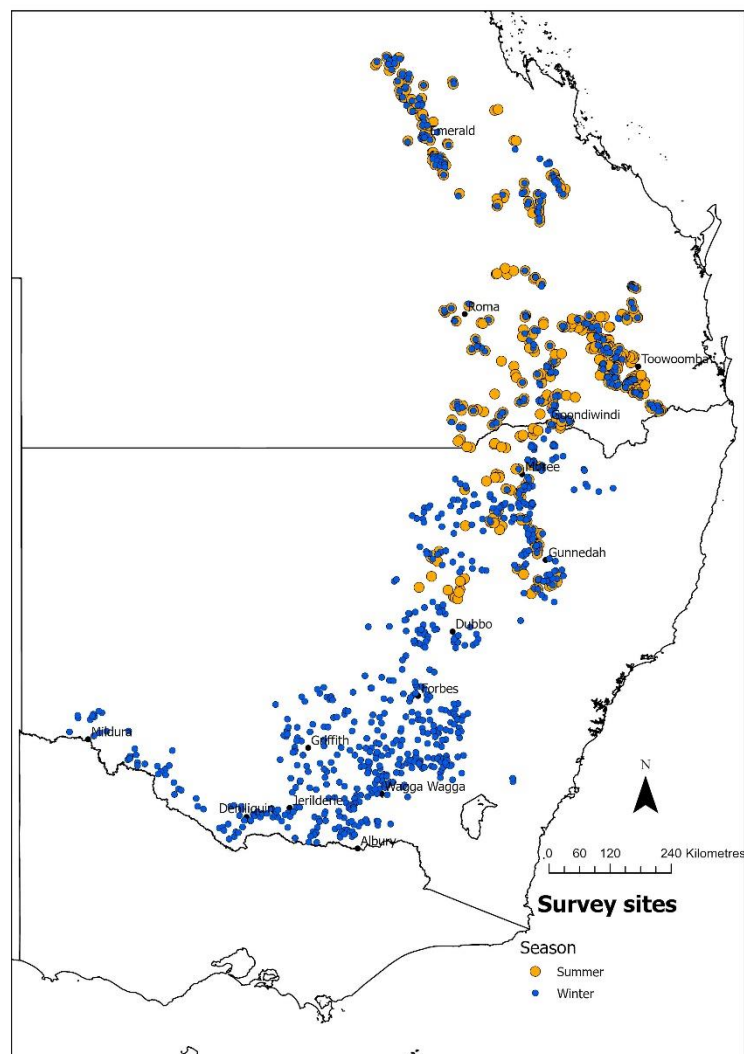 Emerald
Roma
Toowoomba
Goondiwindi
Moree
Gunnedah
Dubbo
Forbes
Mildura
Griffith
Wagga Wagga
Jerilderie
Deniliquin
Albury
N
0 60 120 240 Kilometres
Survey sites
Season
Summer
Winter